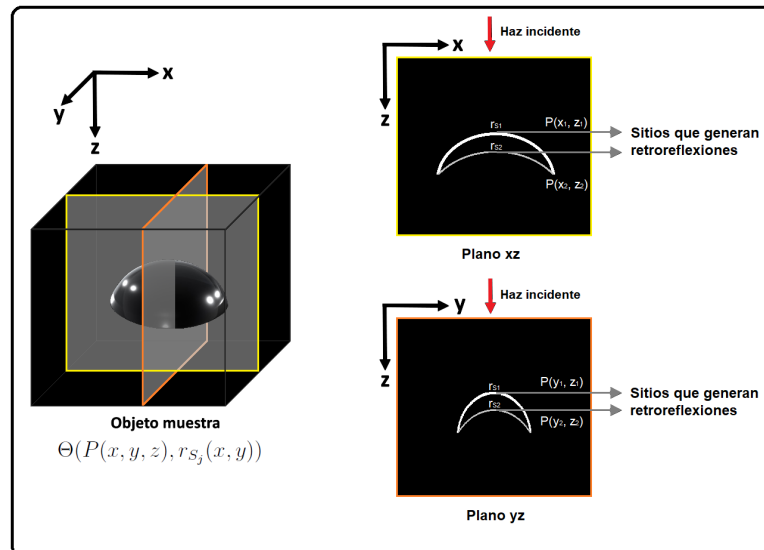 x
y
z
Objeto muestra
Θ(P(x, y, z), r_{S_j}(x, y))
Haz incidente
x
z
r_{S1}
P(x₁, z₁)
r_{S2}
P(x₂, z₂)
Sitios que generan
retroreflexiones
Plano xz
Haz incidente
y
z
r_{S1}
P(y₁, z₁)
r_{S2}
P(y₂, z₂)
Sitios que generan
retroreflexiones
Plano yz